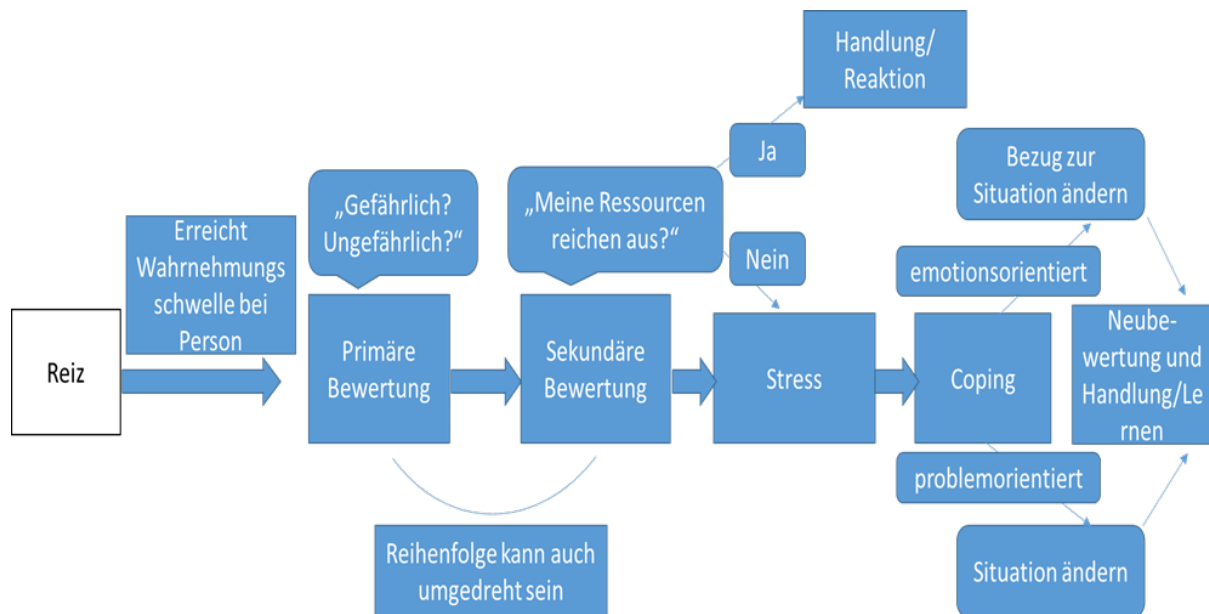 Reiz
Erreicht
Wahrnehmungs
schwelle bei
Person
„Gefährlich?
Ungefährlich?“
Primäre
Bewertung
„Meine Ressourcen
reichen aus?“
Sekundäre
Bewertung
Reihenfolge kann auch
umgedreht sein
Ja
Handlung/
Reaktion
Nein
Stress
Coping
emotionsorientiert
Bezug zur
Situation ändern
problemorientiert
Situation ändern
Neube-
wertung und
Handlung/Le
rnen